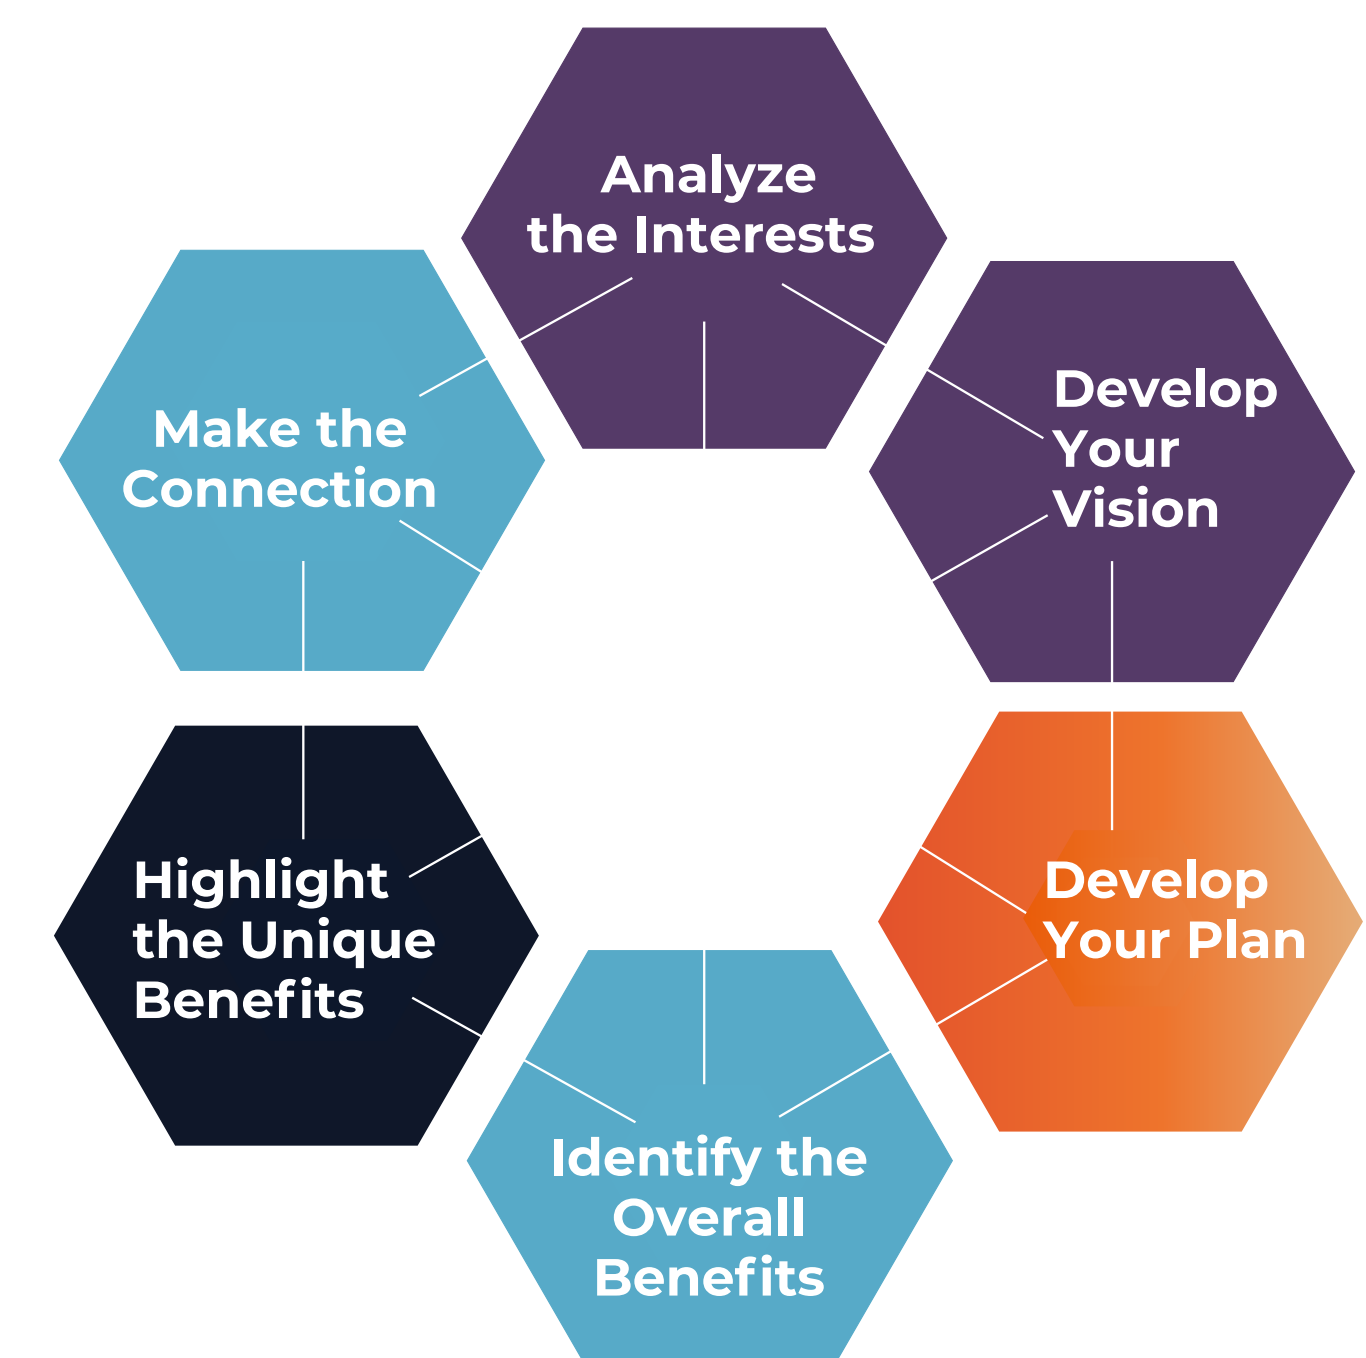 Analyze
the Interests
Develop
Your
Vision
Develop
Your Plan
Identify the
Overall
Benefits
Highlight
the Unique
Benefits
Make the
Connection